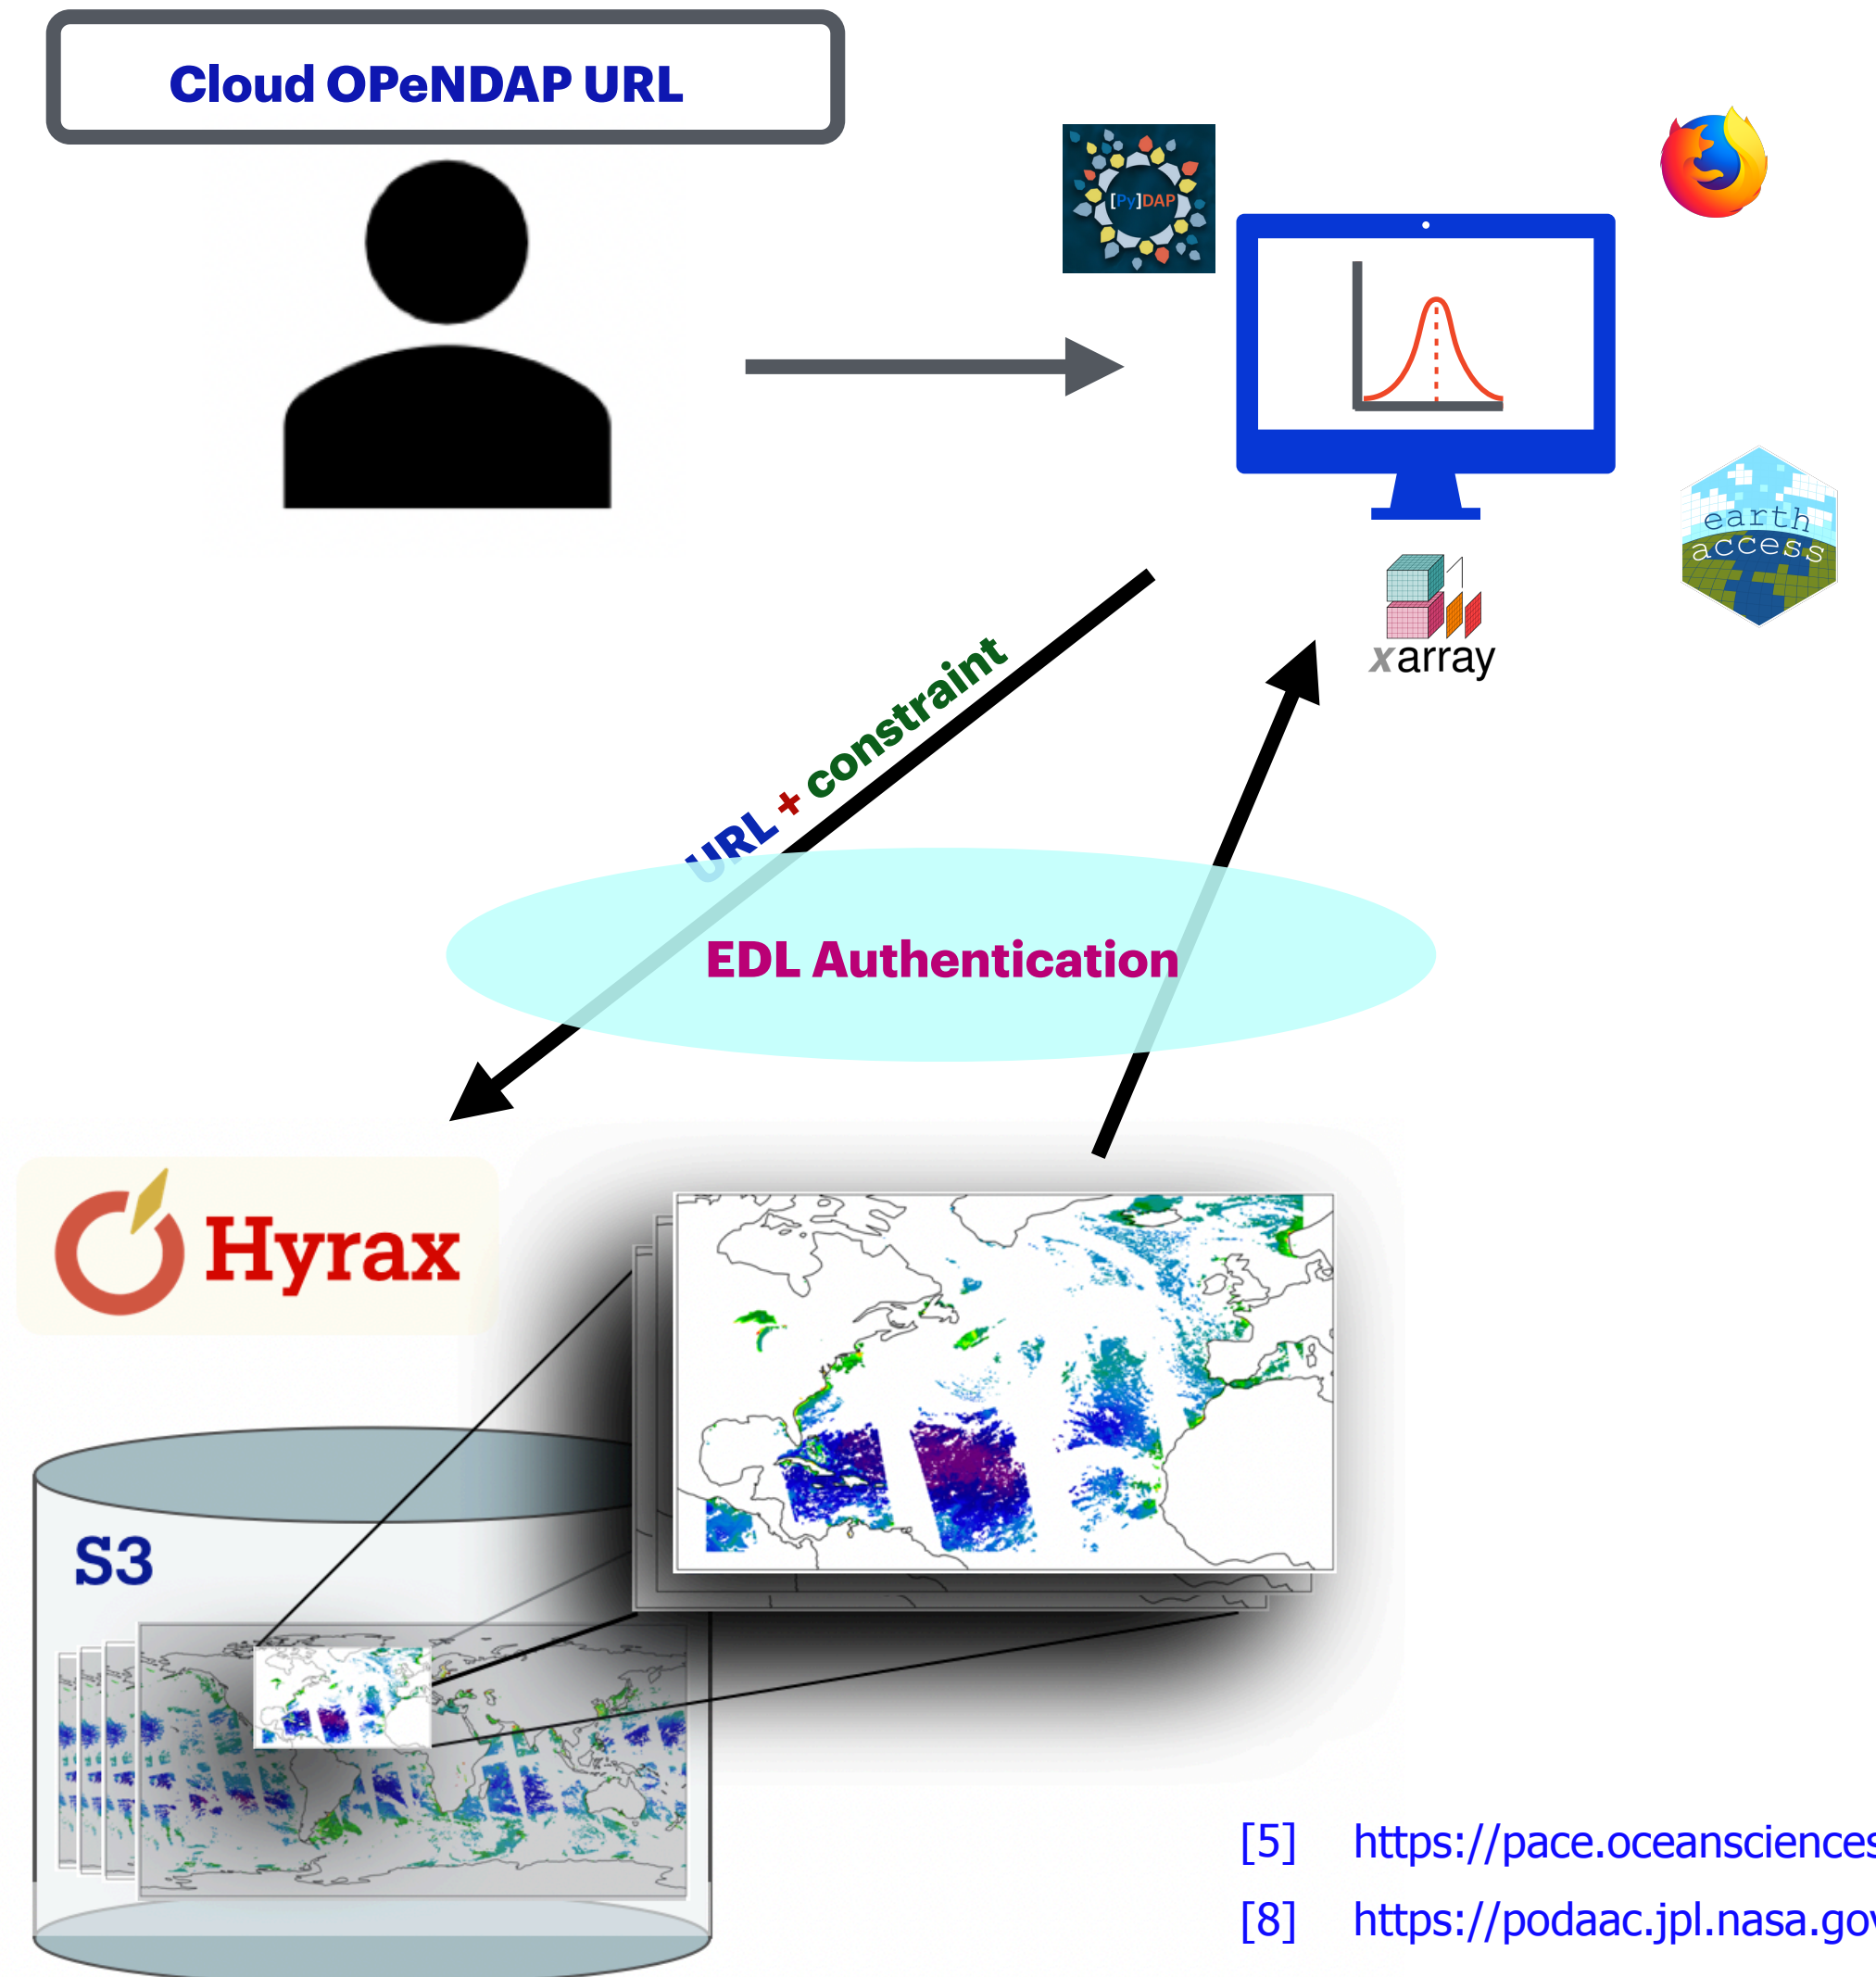 Cloud OPeNDAP URL
[Py]DAP
earth
access
xarray
URL + constraint
EDL Authentication
Hyrax
S3
[5] https://pace.oceansciences
[8] https://podaac.jpl.nasa.gov